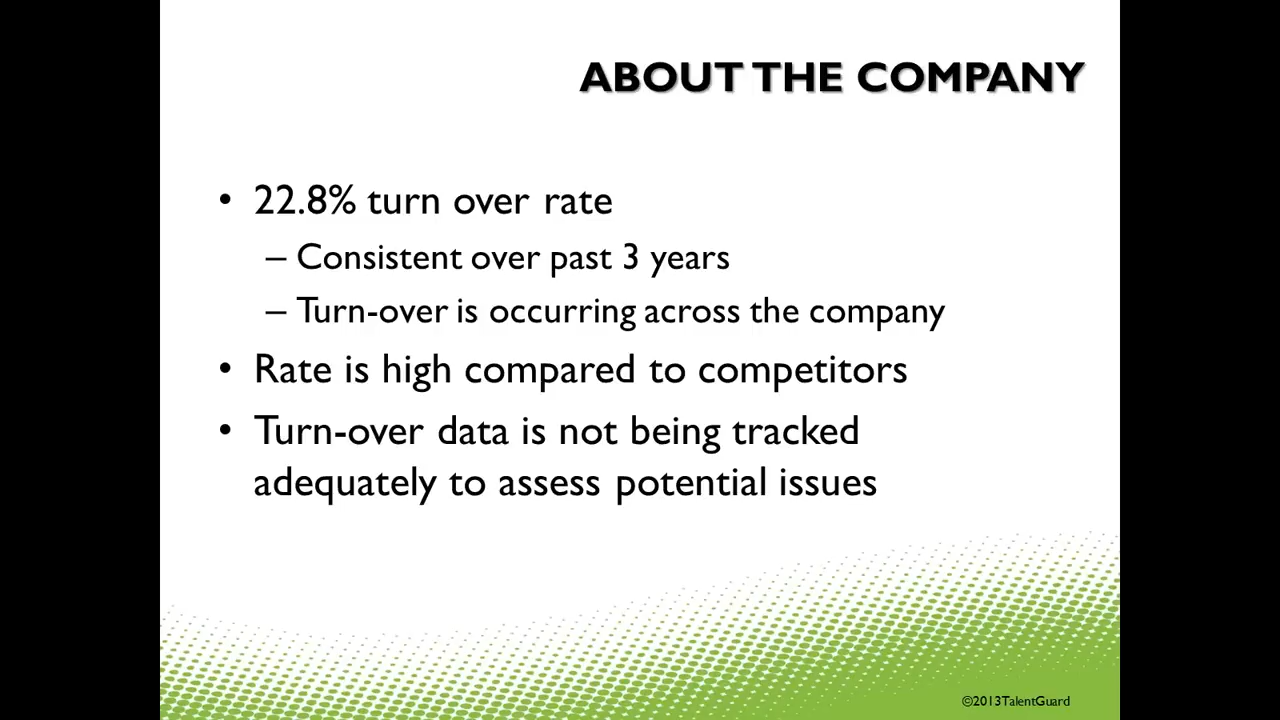 ABOUT THE COMPANY
• 22.8% turn over rate
– Consistent over past 3 years
– Turn-over is occurring across the company
• Rate is high compared to competitors
• Turn-over data is not being tracked
adequately to assess potential issues
©2013TalentGuard